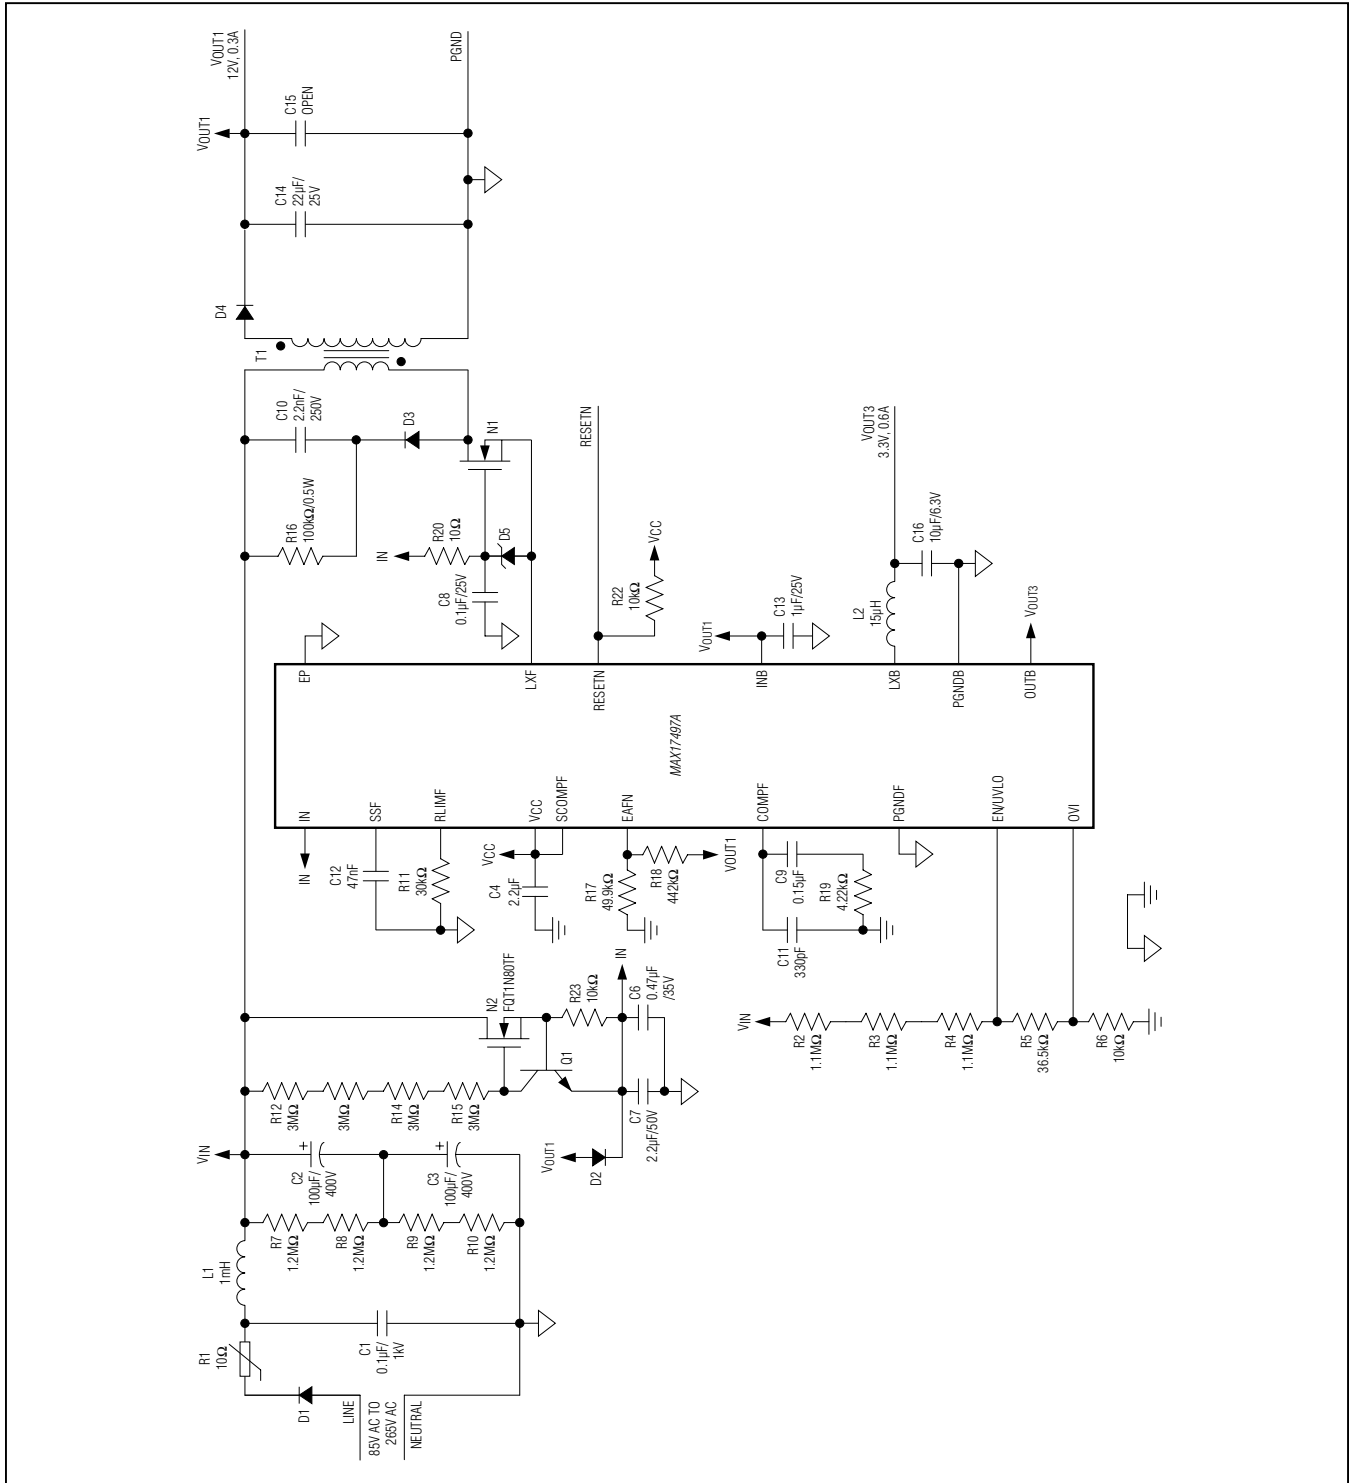 VOUT1
12V, 0.3A
PGND
VOUT1
C15
OPEN
C14
22µF/
25V
D4
T1
C10
2.2nF/
250V
D3
N1
R16
100kΩ/0.5W
IN
R20
10Ω
D5
C8
0.1µF/25V
RESETN
R22
10kΩ
VCC
VOUT1
C13
1µF/25V
VOUT3
3.3V, 0.6A
L2
15µH
C16
10µF/6.3V
VOUT3
EP
LXF
RESETN
INB
LXB
PGNDB
OUTB
MAX17497A
IN
SSF
RLIMF
VCC
SCOMPF
EAFN
COMPF
PGNDF
EN/UVLO
OVI
IN
C12
47nF
R11
30kΩ
VCC
C4
2.2µF
R17
49.9kΩ
R18
442kΩ
VOUT1
C9
0.15µF
R19
4.22kΩ
C11
330pF
N2
FQT1N80TF
R23
10kΩ
IN
C6
0.47µF
/35V
Q1
C7
2.2µF/50V
VOUT1
D2
R12
3MΩ
3MΩ
R14
3MΩ
R15
3MΩ
VIN
R2
1.1MΩ
R3
1.1MΩ
R4
1.1MΩ
R5
36.5kΩ
R6
10kΩ
VIN
+
C2
100µF/
400V
+
C3
100µF/
400V
R7
1.2MΩ
R8
1.2MΩ
R9
1.2MΩ
R10
1.2MΩ
L1
1mH
C1
0.1µF/
1kV
R1
10Ω
D1
LINE
85V AC TO
265V AC
NEUTRAL